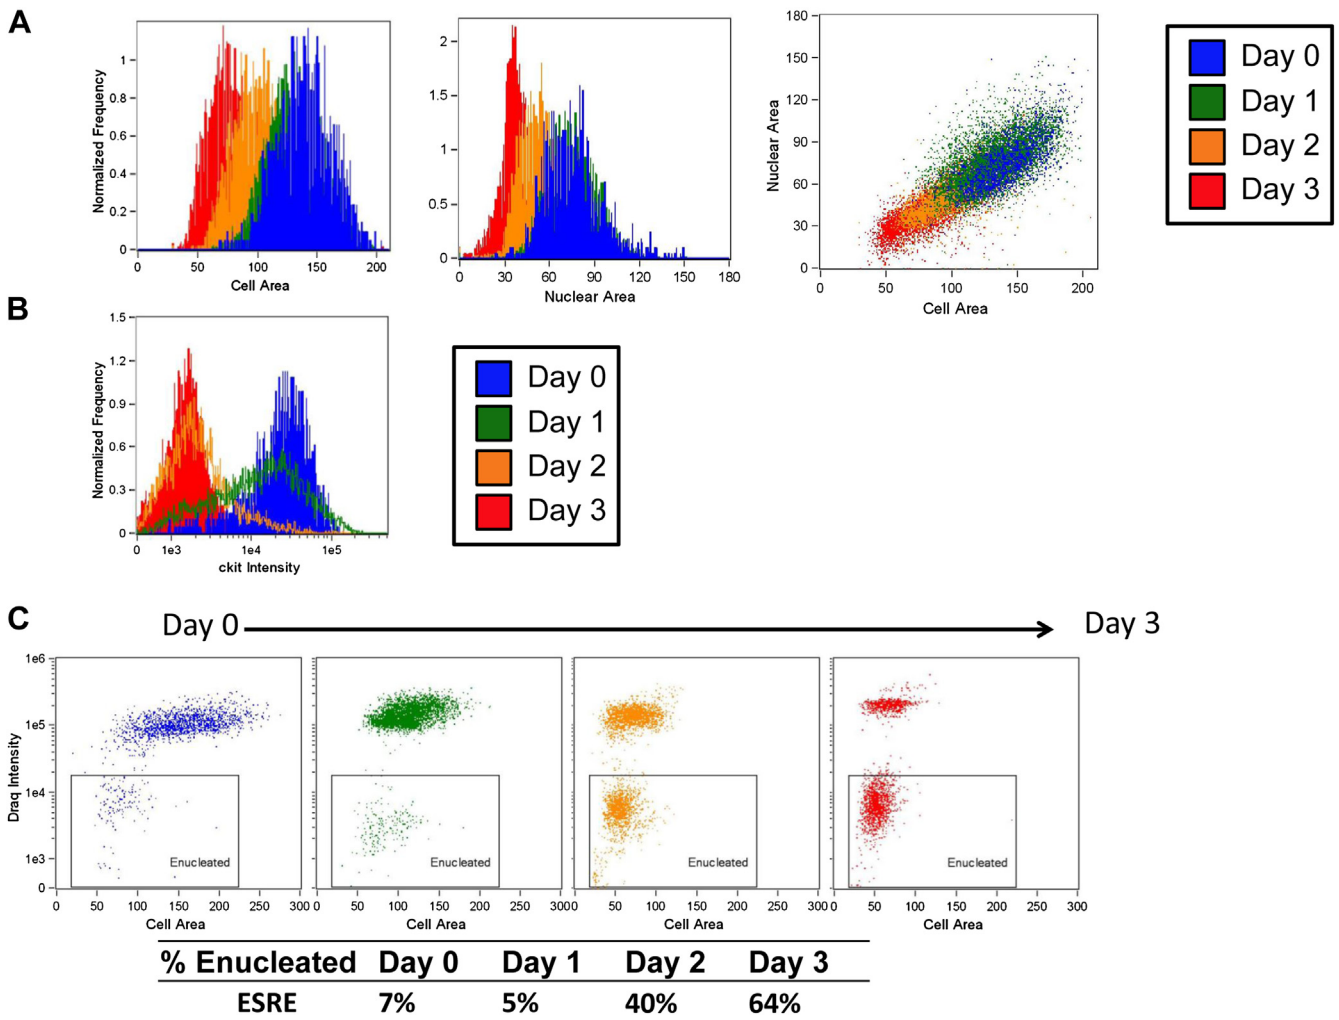 A
Normalized Frequency
1
0.8
0.6
0.4
0.2
0
0 50 100 150 200
Cell Area
2
1.5
1
0.5
0
0 30 60 90 120 150 180
Nuclear Area
Nuclear Area
180
150
120
90
60
30
0
0 50 100 150 200
Cell Area
Day 0
Day 1
Day 2
Day 3
B
Normalized Frequency
1.5
1.2
0.9
0.6
0.3
0
0 1e3 1e4 1e5
ckit Intensity
Day 0
Day 1
Day 2
Day 3
C
Day 0
Day 3
Draq Intensity
1e6
1e5
1e4
1e3
0
Enucleated
Enucleated
Enucleated
Enucleated
0 50 100 150 200 250 300
Cell Area
0 50 100 150 200 250 300
Cell Area
0 50 100 150 200 250 300
Cell Area
0 50 100 150 200 250 300
Cell Area
% Enucleated Day 0 Day 1 Day 2 Day 3
ESRE 7% 5% 40% 64%